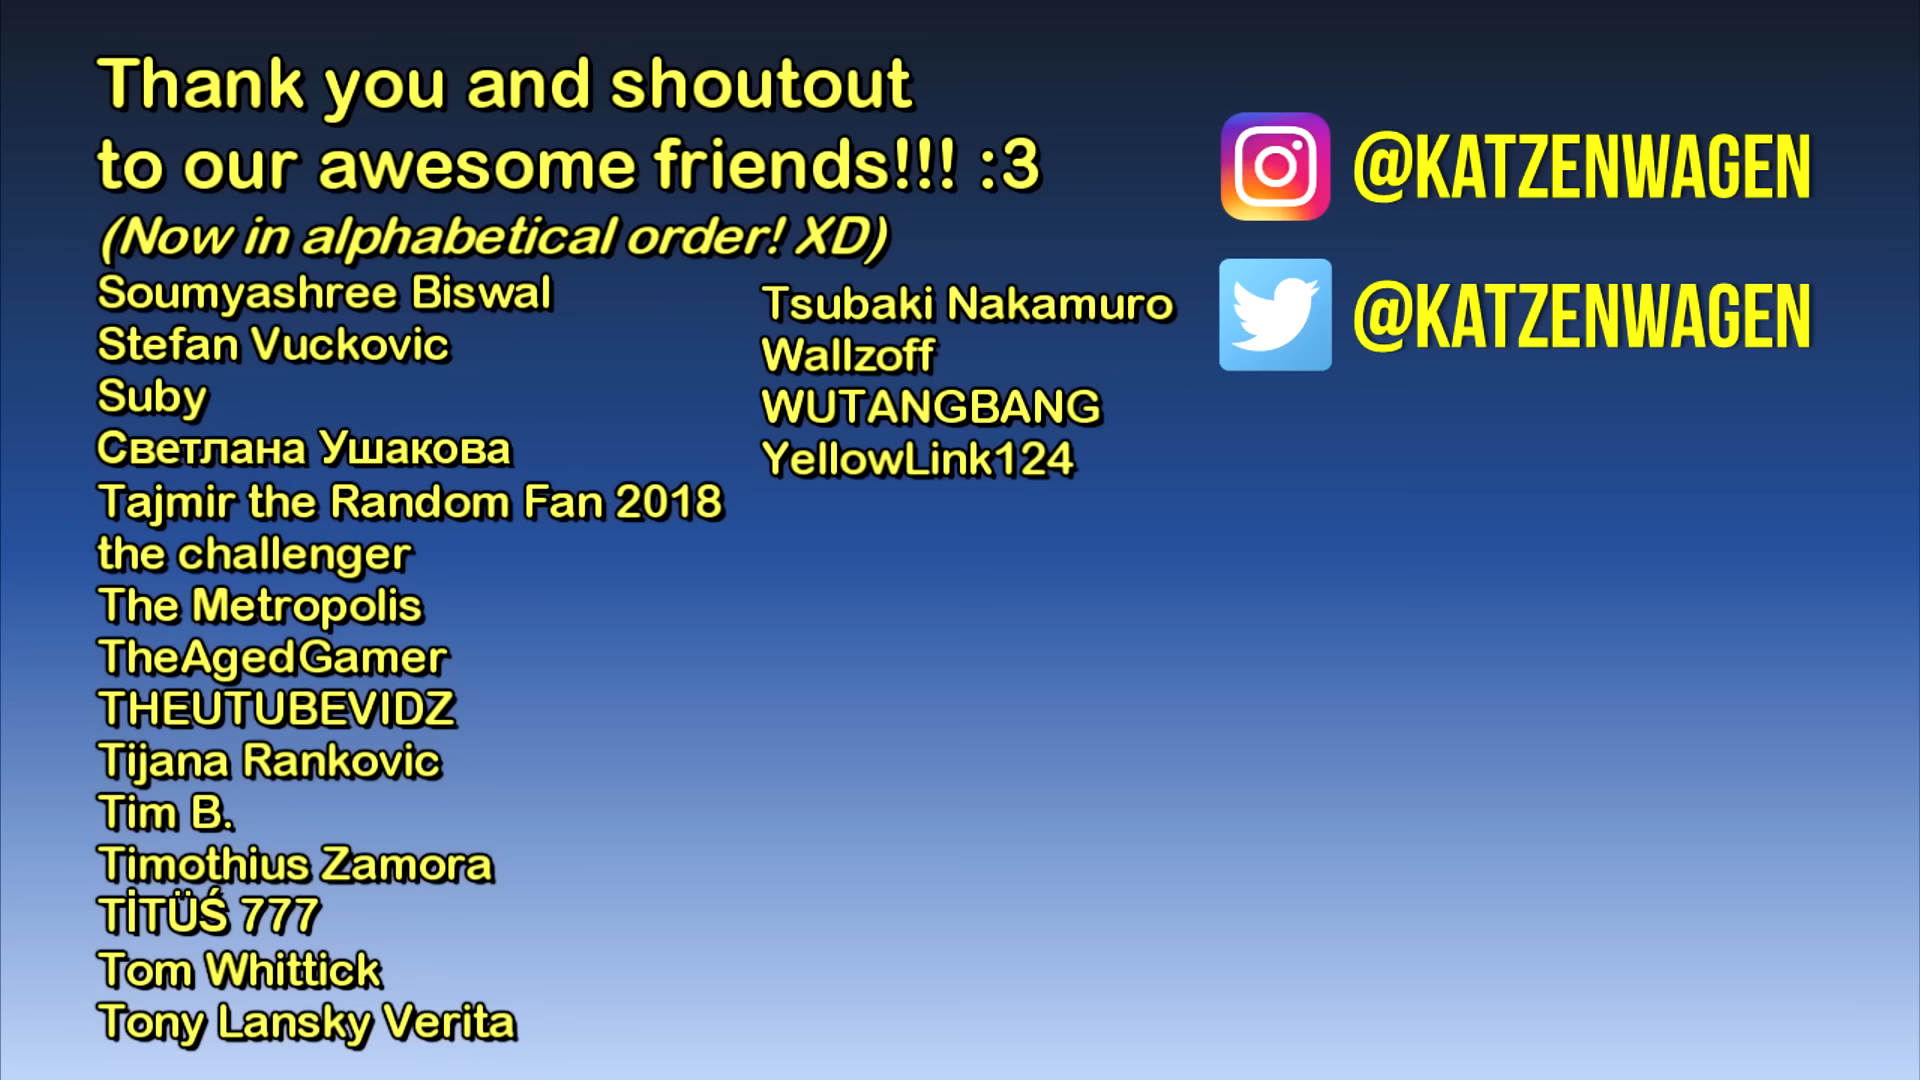 Thank you and shoutout
to our awesome friends!!! :3
(Now in alphabetical order! XD)
Soumyashree Biswal
Stefan Vuckovic
Suby
Светлана Ушакова
Tajmir the Random Fan 2018
the challenger
The Metropolis
TheAgedGamer
THEUTUBEVIDZ
Tijana Rankovic
Tim B.
Timothius Zamora
TİTÜŚ 777
Tom Whittick
Tony Lansky Verita
Tsubaki Nakamuro
Wallzoff
WUTANGBANG
YellowLink124
@KATZENWAGEN
@KATZENWAGEN